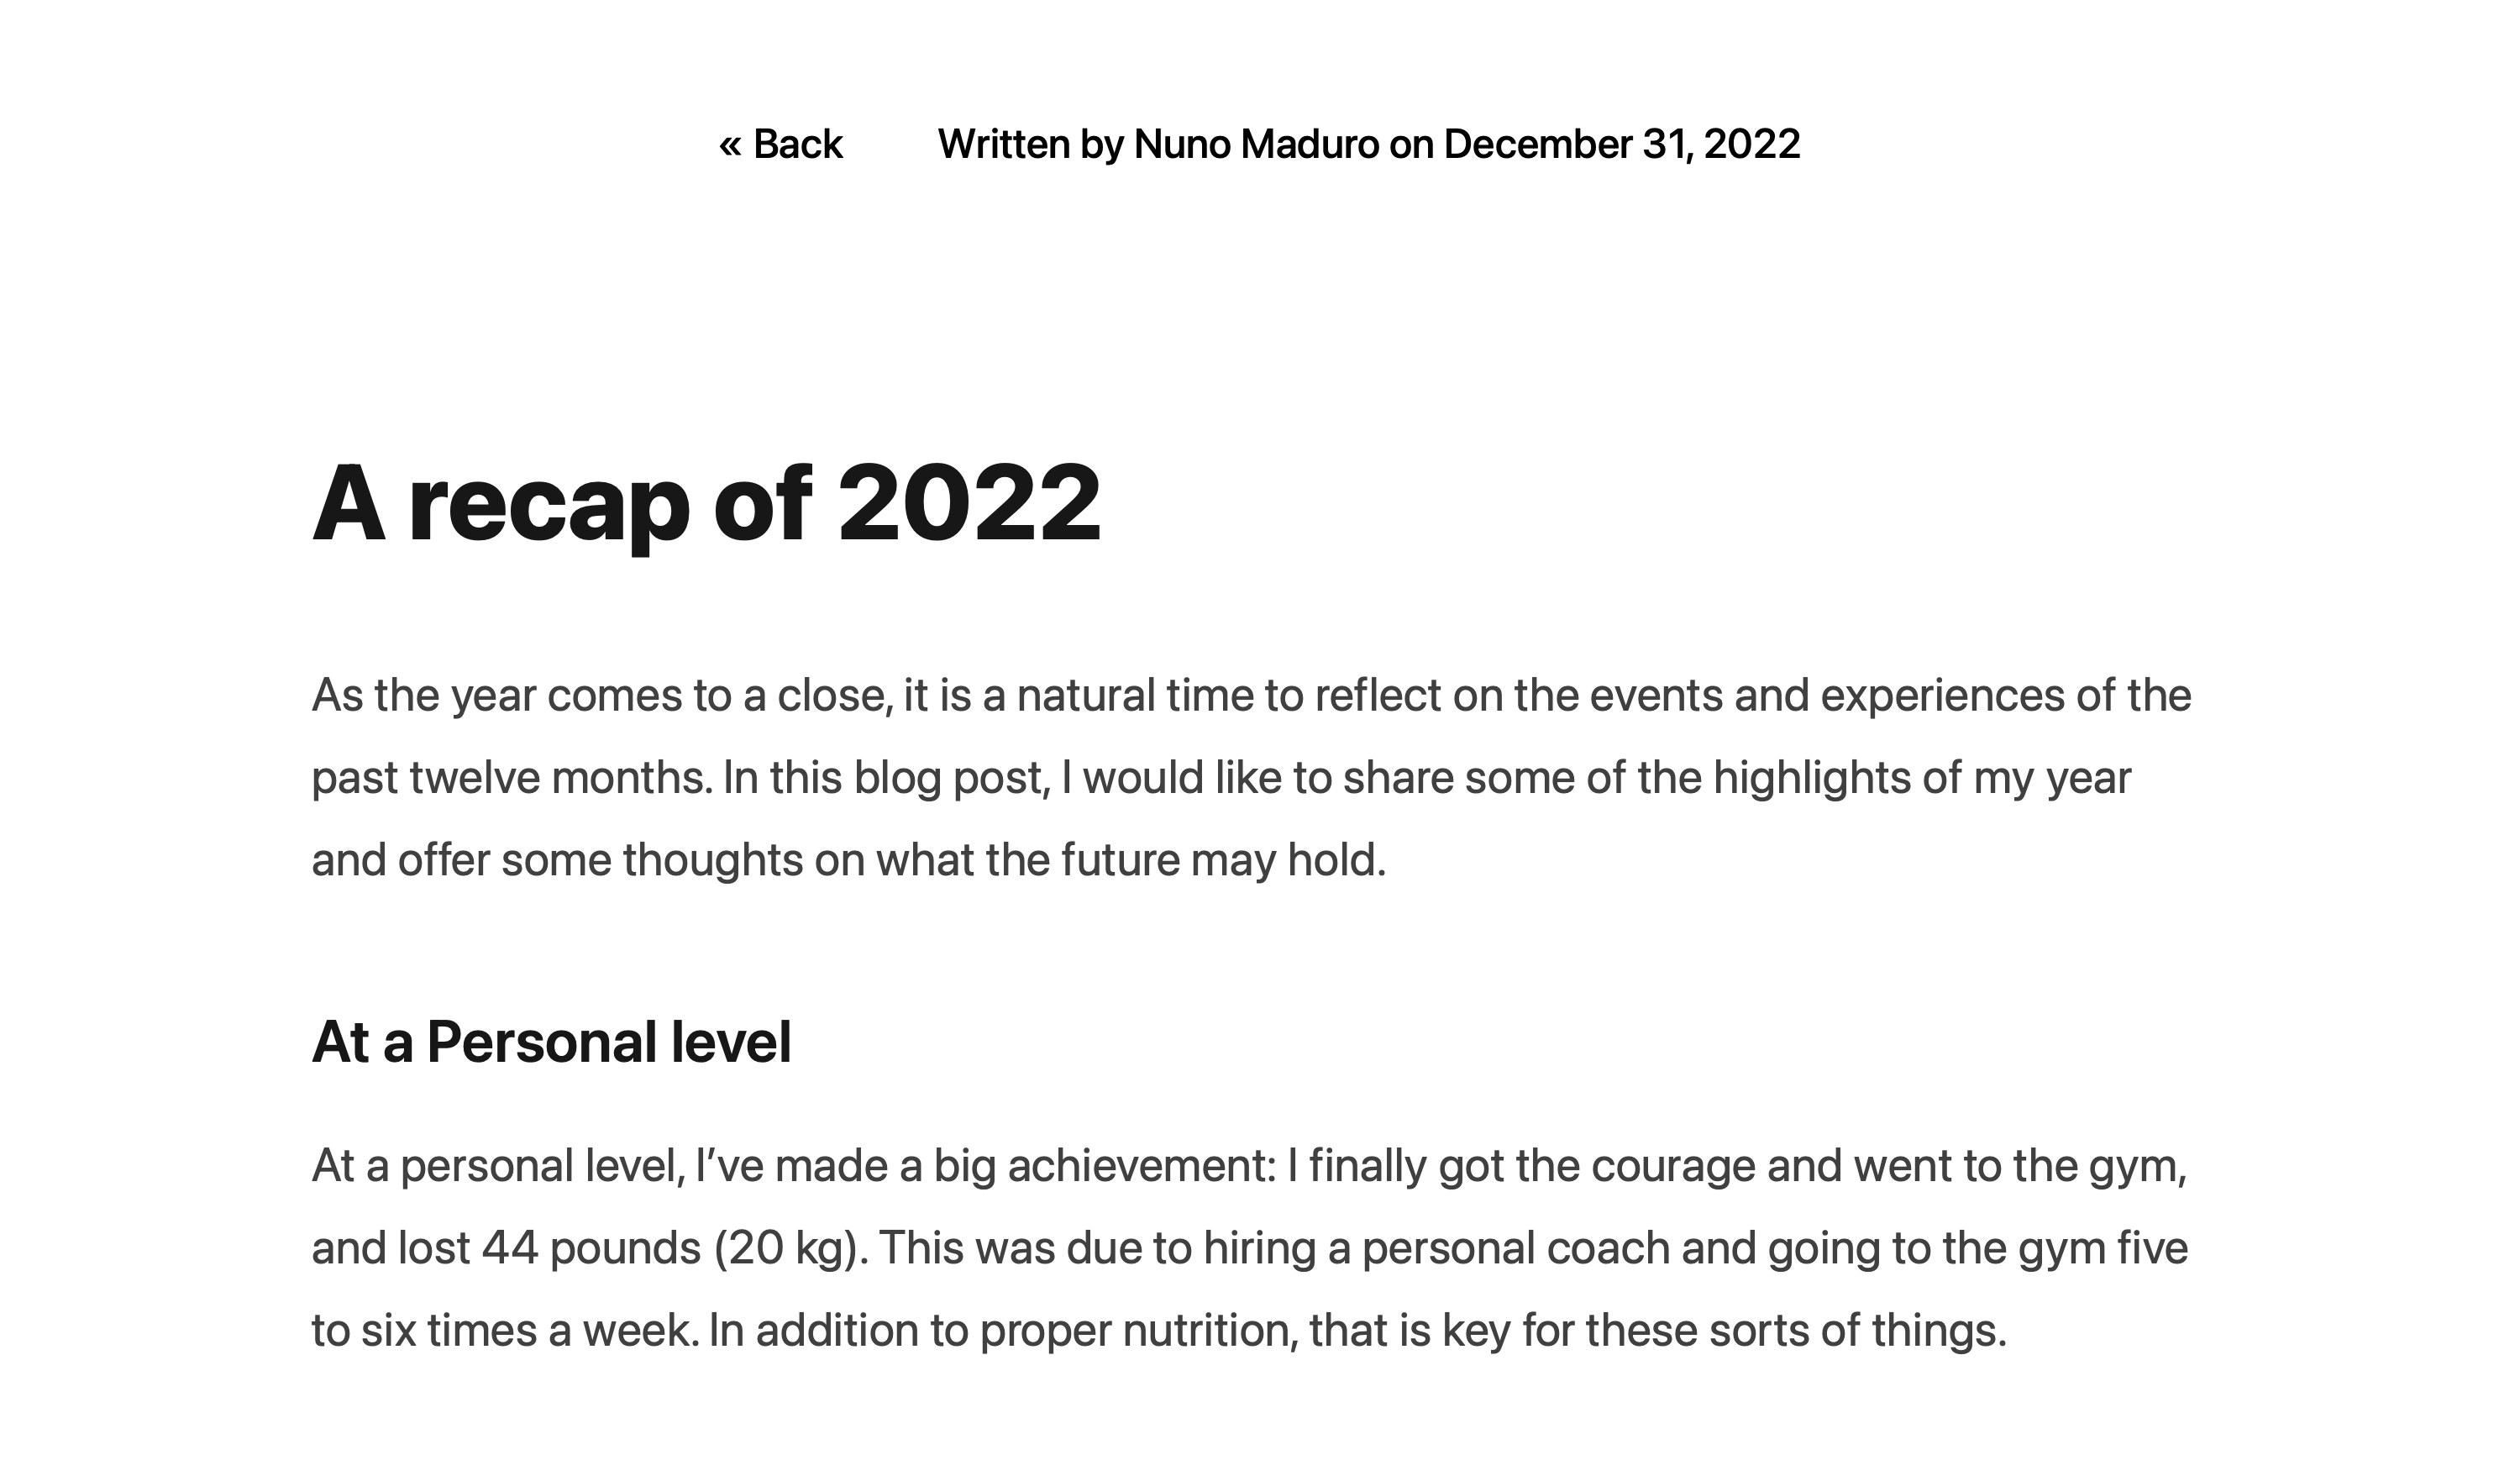 « Back Written by Nuno Maduro on December 31, 2022
A recap of 2022
As the year comes to a close, it is a natural time to reflect on the events and experiences of the
past twelve months. In this blog post, I would like to share some of the highlights of my year
and offer some thoughts on what the future may hold.
At a Personal level
At a personal level, I’ve made a big achievement: I finally got the courage and went to the gym,
and lost 44 pounds (20 kg). This was due to hiring a personal coach and going to the gym five
to six times a week. In addition to proper nutrition, that is key for these sorts of things.